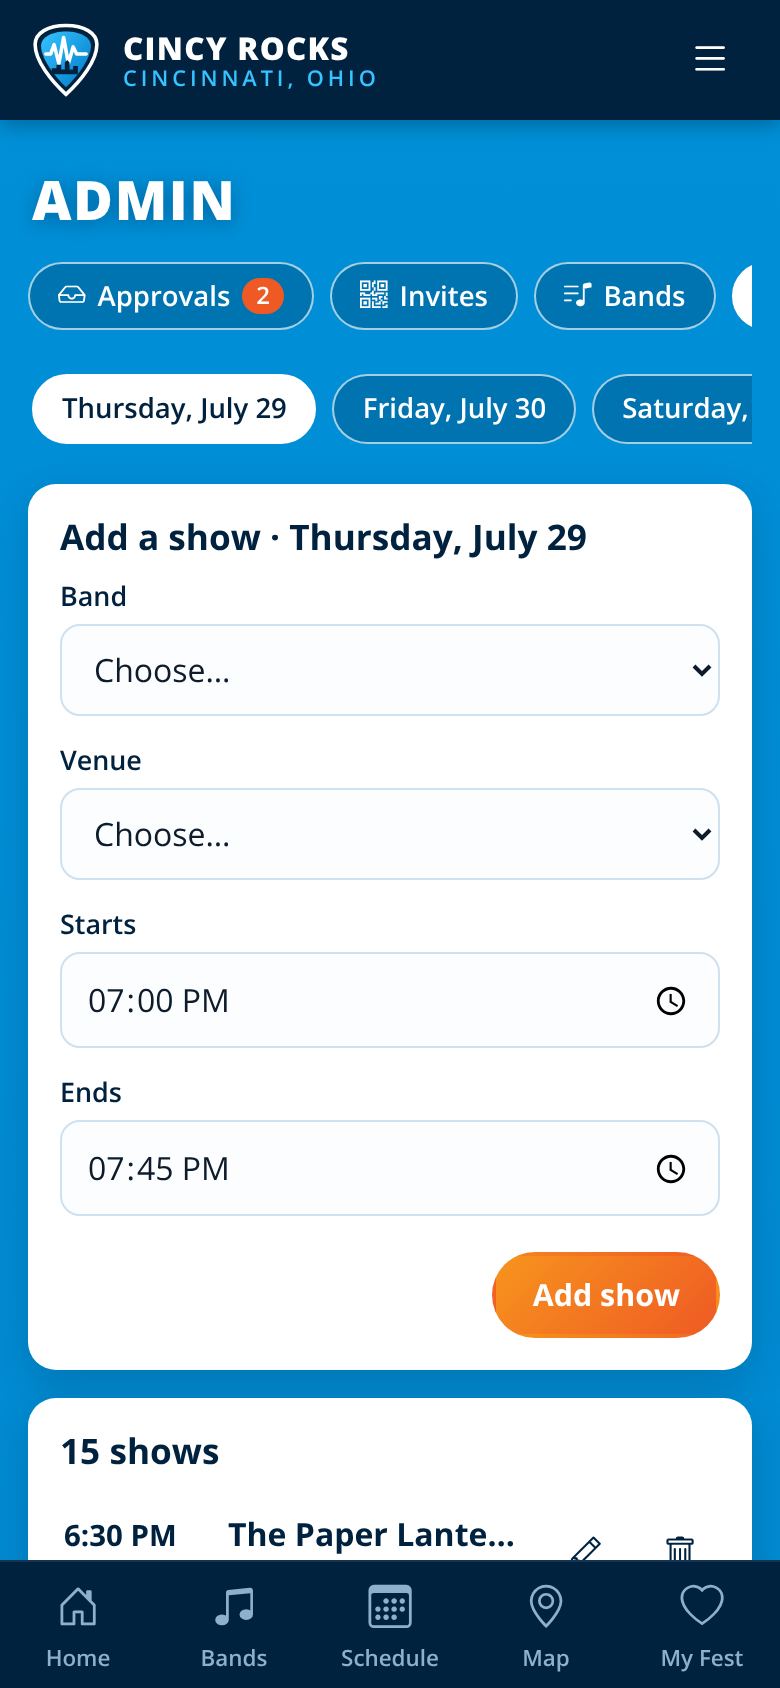 CINCY ROCKS
CINCINNATI, OHIO
ADMIN
Approvals 2 Invites Bands
Thursday, July 29 Friday, July 30 Saturday,
Add a show · Thursday, July 29
Band
Choose...
Venue
Choose...
Starts
07:00 PM
Ends
07:45 PM
Add show
15 shows
6:30 PM The Paper Lante...
Home Bands Schedule Map My Fest